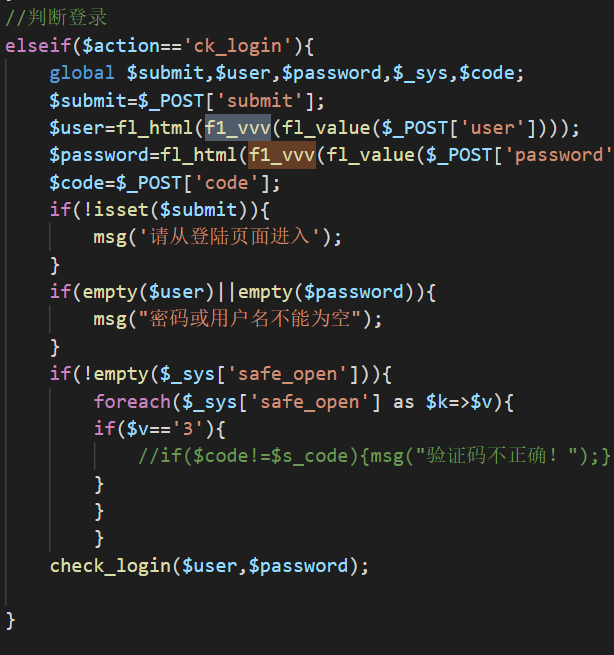 //判断登录
elseif($action=='ck_login'){
global $submit,$user,$password,$_sys,$code;
$submit=$_POST['submit'];
$user=fl_html(f1_vvv(fl_value($_POST['user'])));
$password=fl_html(f1_vvv(fl_value($_POST['password'
$code=$_POST['code'];
if(!isset($submit)){
msg('请从登陆页面进入');
}
if(empty($user)||empty($password)){
msg("密码或用户名不能为空");
}
if(!empty($_sys['safe_open'])){
foreach($_sys['safe_open'] as $k=>$v){
if($v=='3'){
//if($code!=$s_code){msg("验证码不正确！");}
}
}
}
check_login($user,$password);
}